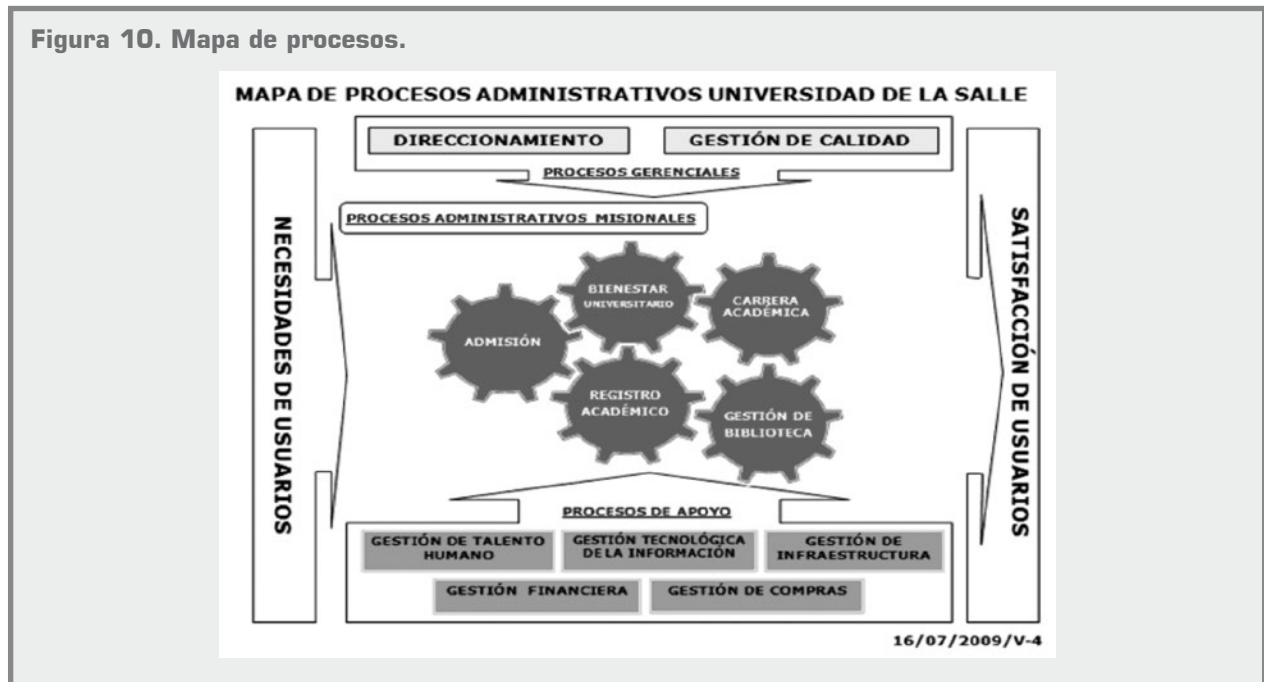 Figura 10. Mapa de procesos.
MAPA DE PROCESOS ADMINISTRATIVOS UNIVERSIDAD DE LA SALLE
DIRECCIONAMIENTO
GESTIÓN DE CALIDAD
PROCESOS GERENCIALES
NECESIDADES DE USUARIOS
PROCESOS ADMINISTRATIVOS MISIONALES
BIENESTAR
UNIVERSITARIO
CARRERA
ACADÉMICA
ADMISIÓN
REGISTRO
ACADÉMICO
GESTIÓN DE
BIBLIOTECA
SATISFACCIÓN DE USUARIOS
PROCESOS DE APOYO
GESTIÓN DE TALENTO
HUMANO
GESTIÓN TECNOLÓGICA
DE LA INFORMACIÓN
GESTIÓN DE
INFRAESTRUCTURA
GESTIÓN FINANCIERA
GESTIÓN DE COMPRAS
16/07/2009/V-4